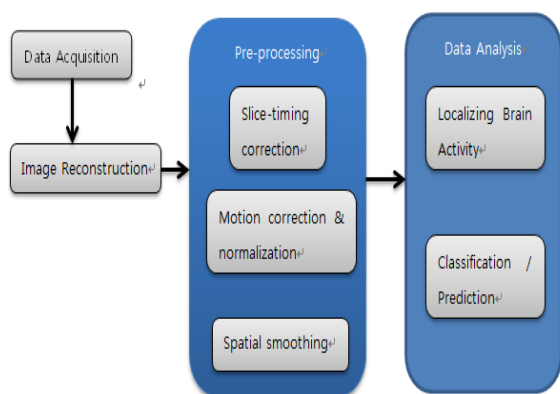 Data Acquisition
Image Reconstruction
Pre-processing
Slice-timing
correction
Motion correction &
normalization
Spatial smoothing
Data Analysis
Localizing Brain
Activity
Classification /
Prediction